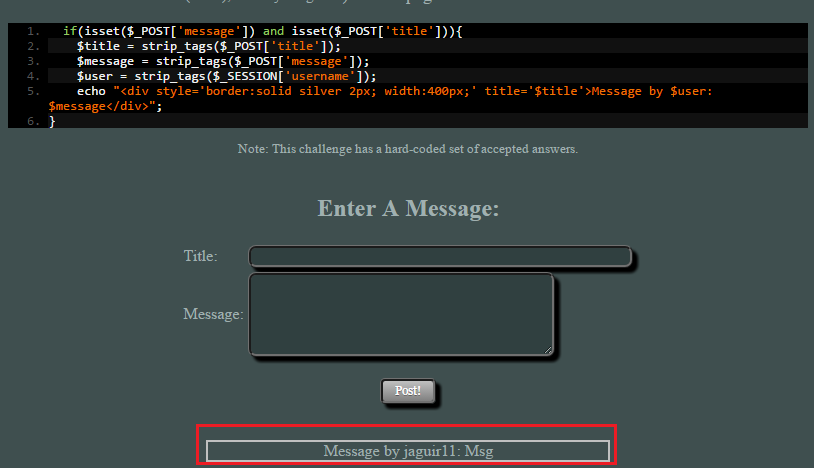 1. if(isset($_POST['message']) and isset($_POST['title'])){
2. $title = strip_tags($_POST['title']);
3. $message = strip_tags($_POST['message']);
4. $user = strip_tags($_SESSION['username']);
5. echo "<div style='border:solid silver 2px; width:400px;' title='$title'>Message by $user:
$message</div>";
6. }
Note: This challenge has a hard-coded set of accepted answers.
Enter A Message:
Title:
Message:
Post!
Message by jaguir11: Msg